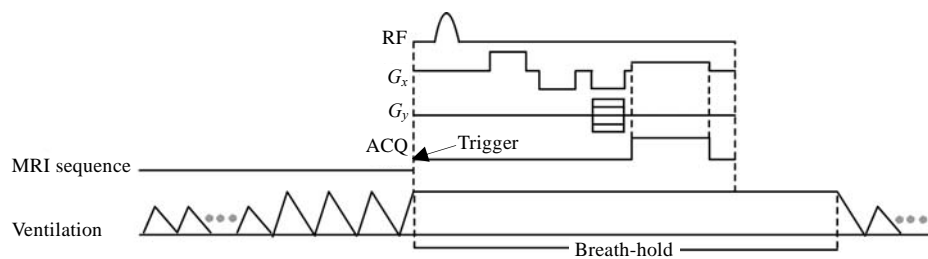 RF
Gx
Gy
ACQ
Trigger
MRI sequence
Ventilation
Breath-hold